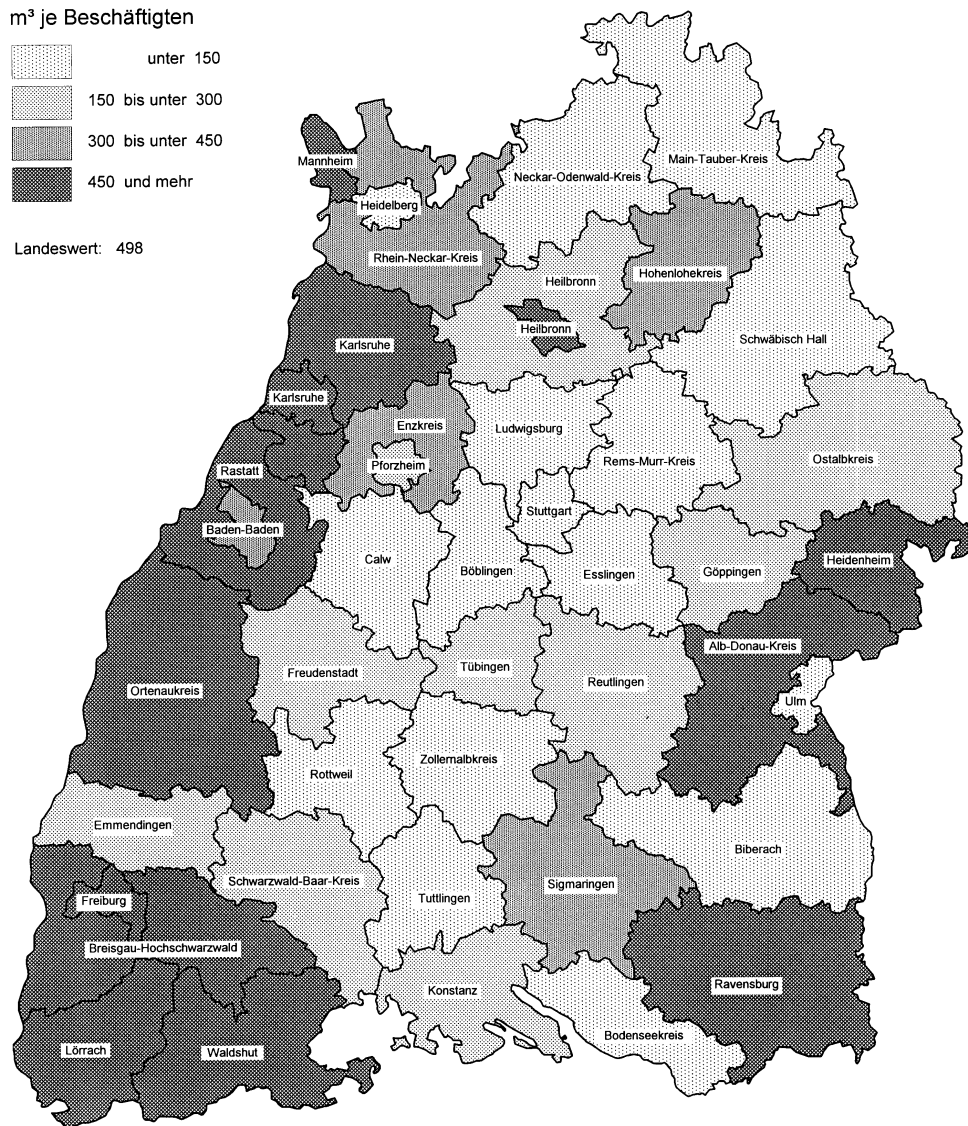 m³ je Beschäftigten
unter 150
150 bis unter 300
300 bis unter 450
450 und mehr
Landeswert: 498
Mannheim
Main-Tauber-Kreis
Neckar-Odenwald-Kreis
Heidelberg
Rhein-Neckar-Kreis
Hohenlohekreis
Heilbronn
Heilbronn
Schwäbisch Hall
Karlsruhe
Karlsruhe
Enzkreis
Ludwigsburg
Ostalbkreis
Rems-Murr-Kreis
Pforzheim
Rastatt
Stuttgart
Baden-Baden
Calw
Böblingen
Esslingen
Göppingen
Heidenheim
Alb-Donau-Kreis
Freudenstadt
Tübingen
Reutlingen
Ortenaukreis
Ulm
Zollernalbkreis
Rottweil
Emmendingen
Biberach
Schwarzwald-Baar-Kreis
Sigmaringen
Tuttlingen
Freiburg
Breisgau-Hochschwarzwald
Ravensburg
Konstanz
Bodenseekreis
Lörrach
Waldshut